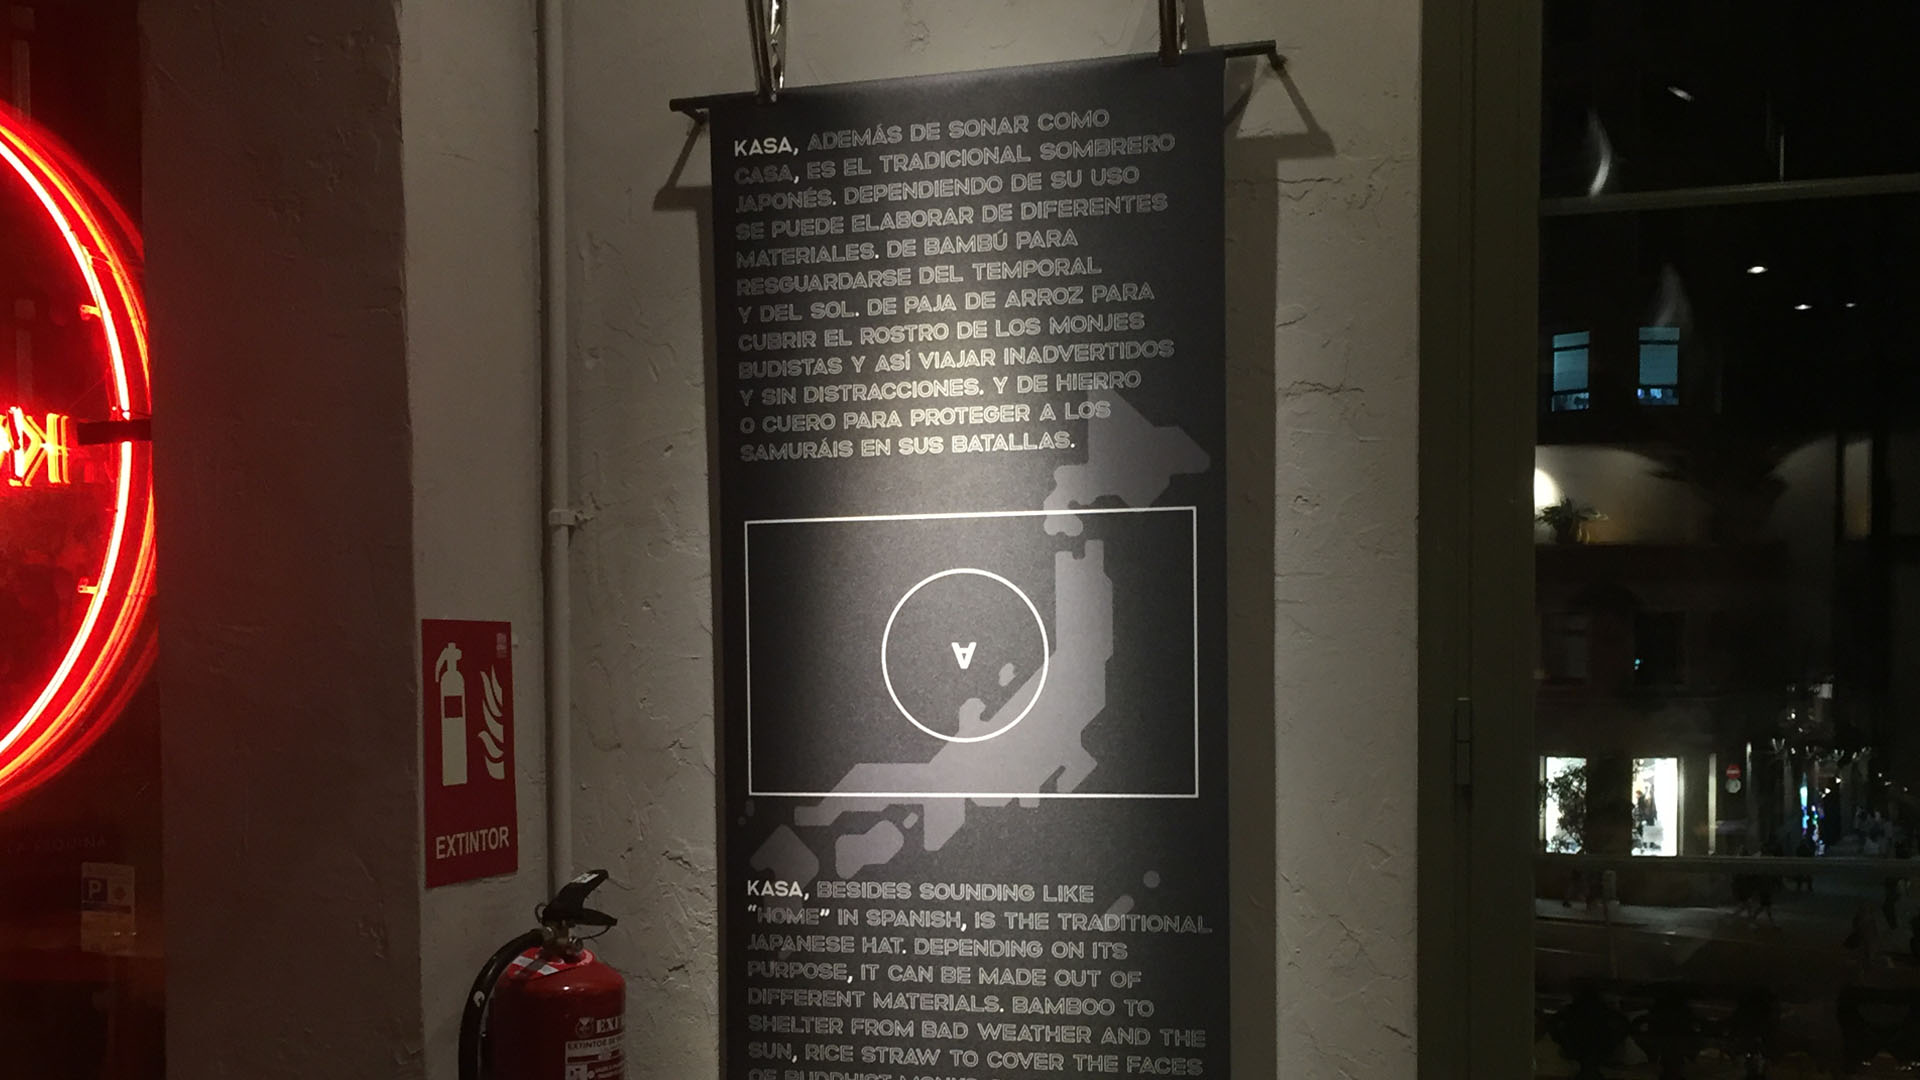 KASA, ADEMÁS DE SONAR COMO
CASA, ES EL TRADICIONAL SOMBRERO
JAPONÉS. DEPENDIENDO DE SU USO
SE PUEDE ELABORAR DE DIFERENTES
MATERIALES. DE BAMBÚ PARA
RESGUARDARSE DEL TEMPORAL
Y DEL SOL. DE PAJA DE ARROZ PARA
CUBRIR EL ROSTRO DE LOS MONJES
BUDISTAS Y ASÍ VIAJAR INADVERTIDOS
Y SIN DISTRACCIONES. Y DE HIERRO
O CUERO PARA PROTEGER A LOS
SAMURÁIS EN SUS BATALLAS.
A
KASA, BESIDES SOUNDING LIKE
"HOME" IN SPANISH, IS THE TRADITIONAL
JAPANESE HAT. DEPENDING ON ITS
PURPOSE, IT CAN BE MADE OUT OF
DIFFERENT MATERIALS. BAMBOO TO
SHELTER FROM BAD WEATHER AND THE
SUN, RICE STRAW TO COVER THE FACES
OF BUDDHIST
EXTINTOR
P